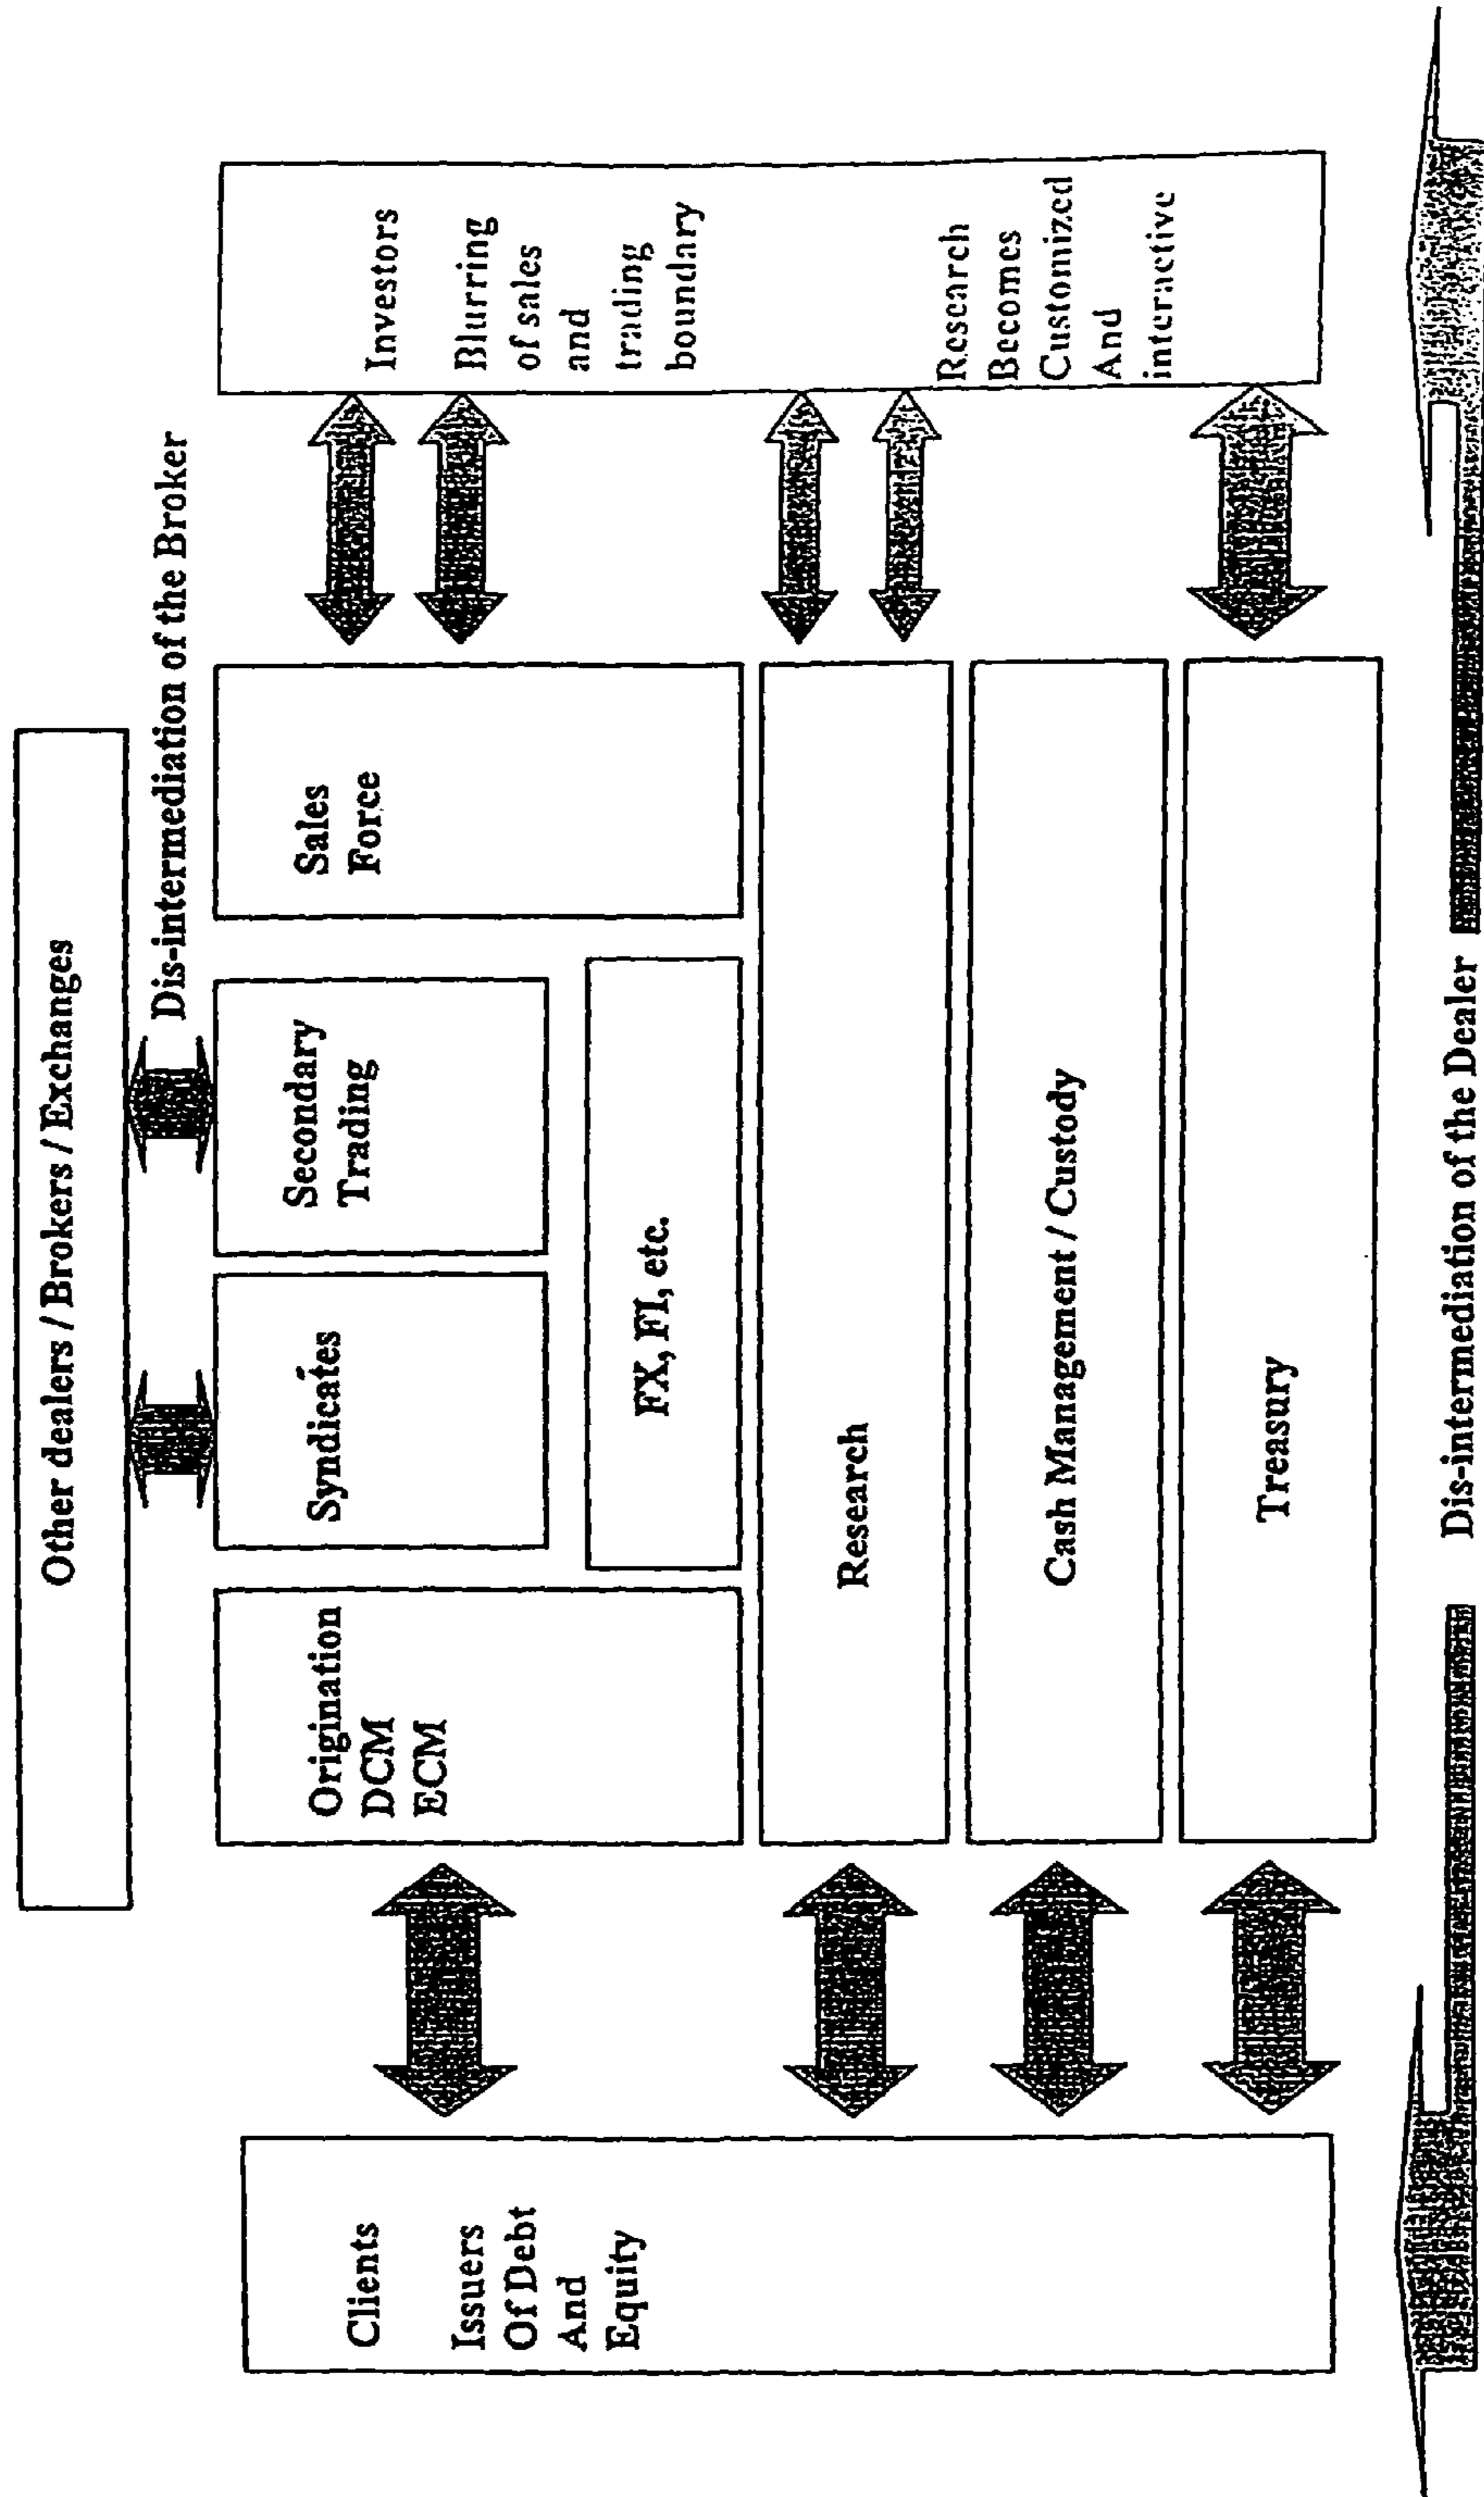 Other dealers / Brokers / Exchanges
Dis-intermediation of the Broker
Clients
Issuers
Of Debt
And
Equity
Origination
DCM
ECM
Syndicates
Secondary
Trading
FX, FI, etc.
Sales
Force
Research
Cash Management / Custody
Treasury
Investors
Blurring
of sales
and
trading
boundary
Research
Becomes
Customized
And
interactive
Dis-intermediation of the Dealer